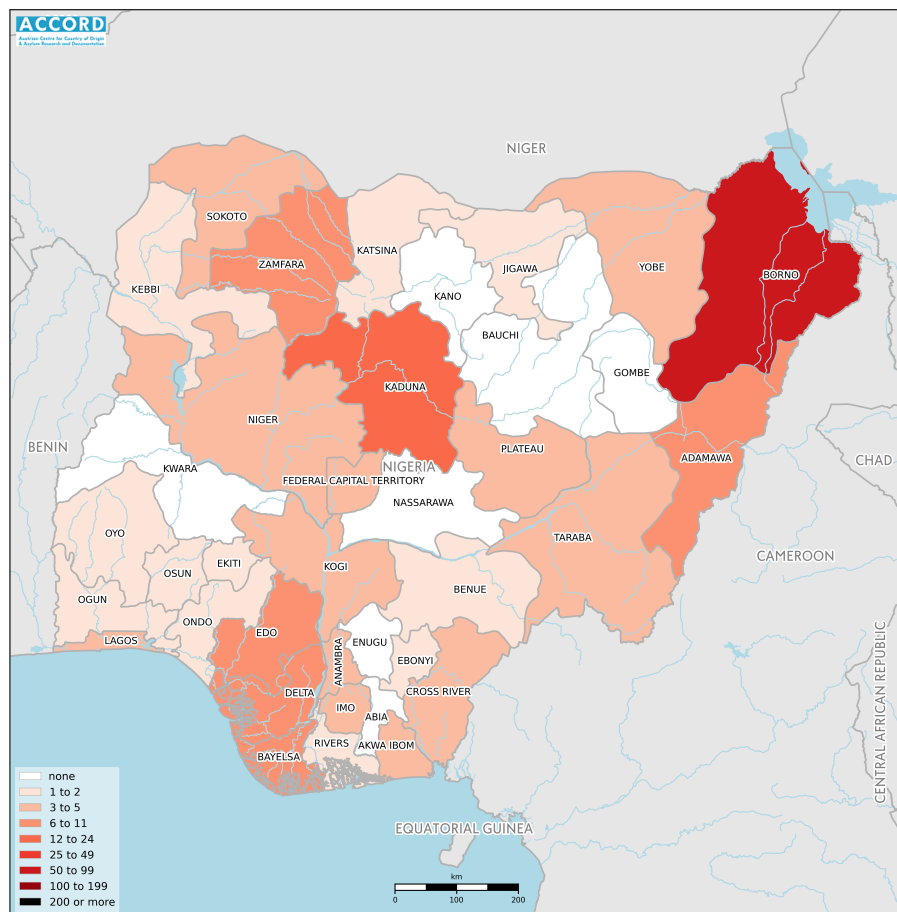 ACCORD
Austrian Centre for Country of Origin
& Asylum Research and Documentation
NIGER
SOKOTO
KATSINA
ZAMFARA
JIGAWA
YOBE
BORNO
KEBBI
KANO
BAUCHI
GOMBE
KADUNA
NIGER
BENIN
KWARA
PLATEAU
ADAMAWA
CHAD
NIGERIA
FEDERAL CAPITAL TERRITORY
NASSARAWA
OYO
TARABA
CAMEROON
OSUN
EKITI
KOGI
BENUE
OGUN
ONDO
EDO
LAGOS
ENUGU
ANAMBRA
EBONYI
CROSS RIVER
DELTA
IMO
ABIA
RIVERS
AKWA IBOM
BAYELSA
CENTRAL AFRICAN REPUBLIC
EQUATORIAL GUINEA
none
1 to 2
3 to 5
6 to 11
12 to 24
25 to 49
50 to 99
100 to 199
200 or more
km
0 100 200